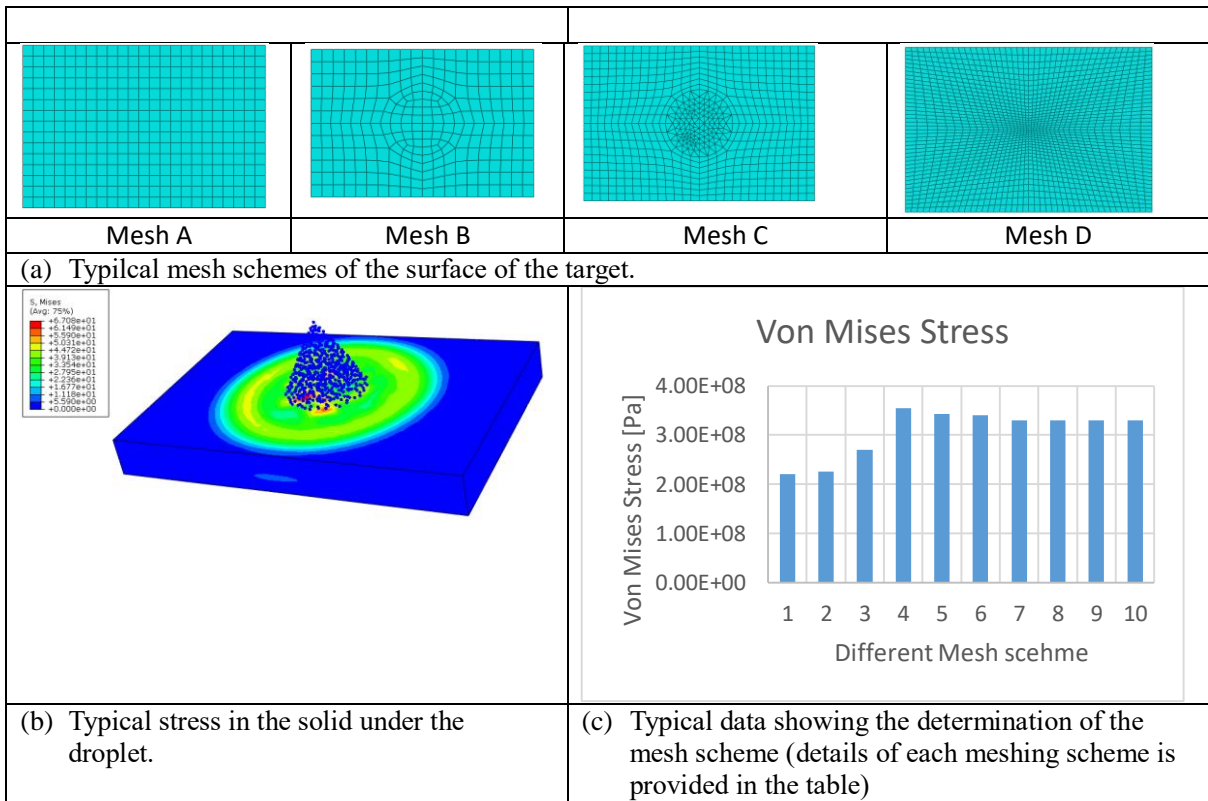 Mesh A
Mesh B
Mesh C
Mesh D
(a) Typilcal mesh schemes of the surface of the target.
S, Mises
(Avg: 75%)
+6.708e+01
+6.149e+01
+5.590e+01
+5.031e+01
+4.472e+01
+3.913e+01
+3.354e+01
+2.795e+01
+2.236e+01
+1.677e+01
+1.118e+01
+5.590e+00
+0.000e+00
Von Mises Stress
Von Mises Stress [Pa]
4.00E+08
3.00E+08
2.00E+08
1.00E+08
0.00E+00
1 2 3 4 5 6 7 8 9 10
Different Mesh scehme
(b) Typical stress in the solid under the
droplet.
(c) Typical data showing the determination of the
mesh scheme (details of each meshing scheme is
provided in the table)